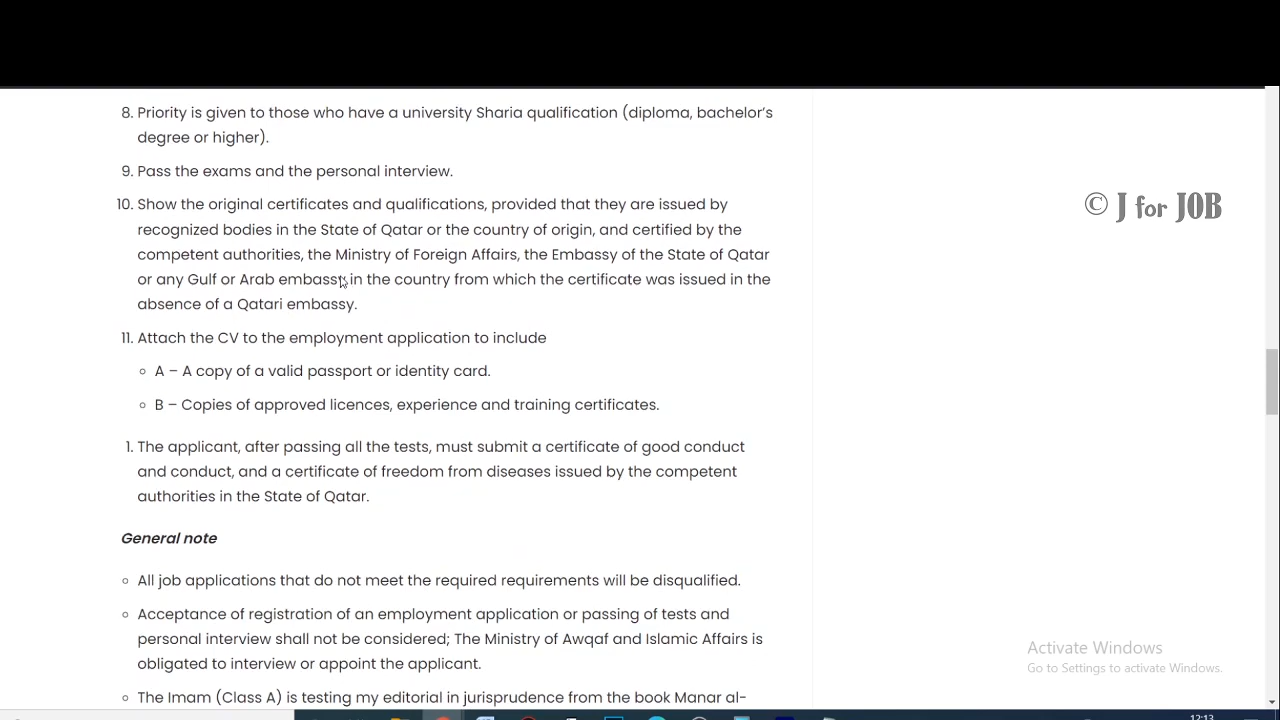 8. Priority is given to those who have a university Sharia qualification (diploma, bachelor’s
degree or higher).
9. Pass the exams and the personal interview.
10. Show the original certificates and qualifications, provided that they are issued by
recognized bodies in the State of Qatar or the country of origin, and certified by the
competent authorities, the Ministry of Foreign Affairs, the Embassy of the State of Qatar
or any Gulf or Arab embassy in the country from which the certificate was issued in the
absence of a Qatari embassy.
11. Attach the CV to the employment application to include
A – A copy of a valid passport or identity card.
B – Copies of approved licences, experience and training certificates.
1. The applicant, after passing all the tests, must submit a certificate of good conduct
and conduct, and a certificate of freedom from diseases issued by the competent
authorities in the State of Qatar.
General note
All job applications that do not meet the required requirements will be disqualified.
Acceptance of registration of an employment application or passing of tests and
personal interview shall not be considered; The Ministry of Awqaf and Islamic Affairs is
obligated to interview or appoint the applicant.
The Imam (Class A) is testing my editorial in jurisprudence from the book Manar al-
© J for JOB
Activate Windows
Go to Settings to activate Windows.
12:13